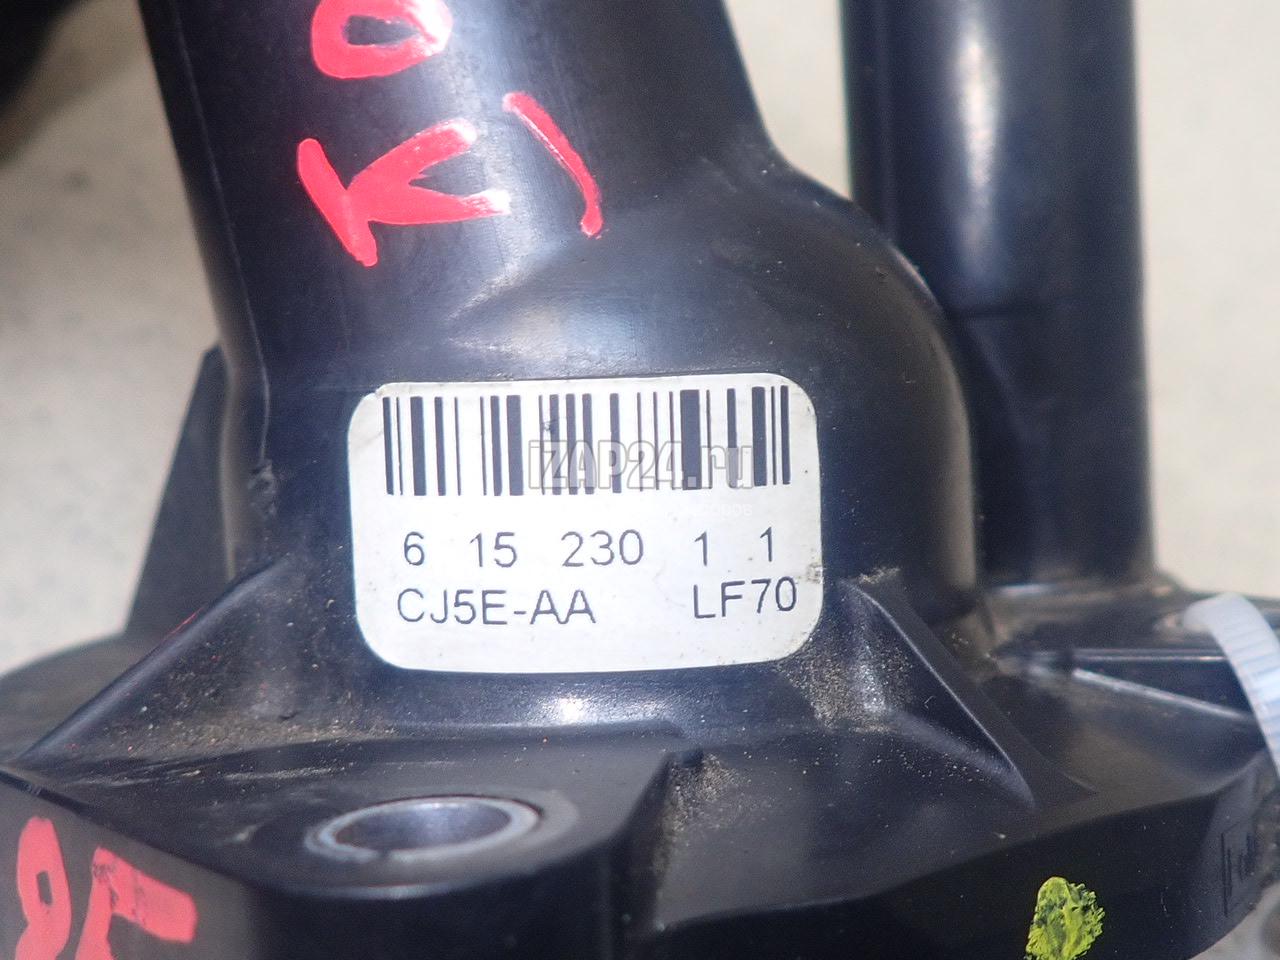 K)
iZAP24.ru
6 15 230 1 1
CJ5E-AA LF70